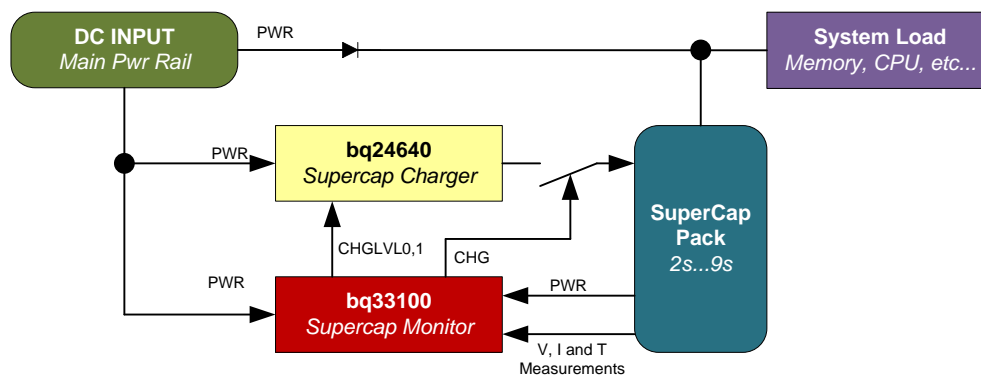 DC INPUT
Main Pwr Rail
PWR
System Load
Memory, CPU, etc...
PWR
bq24640
Supercap Charger
SuperCap
Pack
2s...9s
CHGLVL0,1
CHG
PWR
bq33100
Supercap Monitor
PWR
V, I and T
Measurements